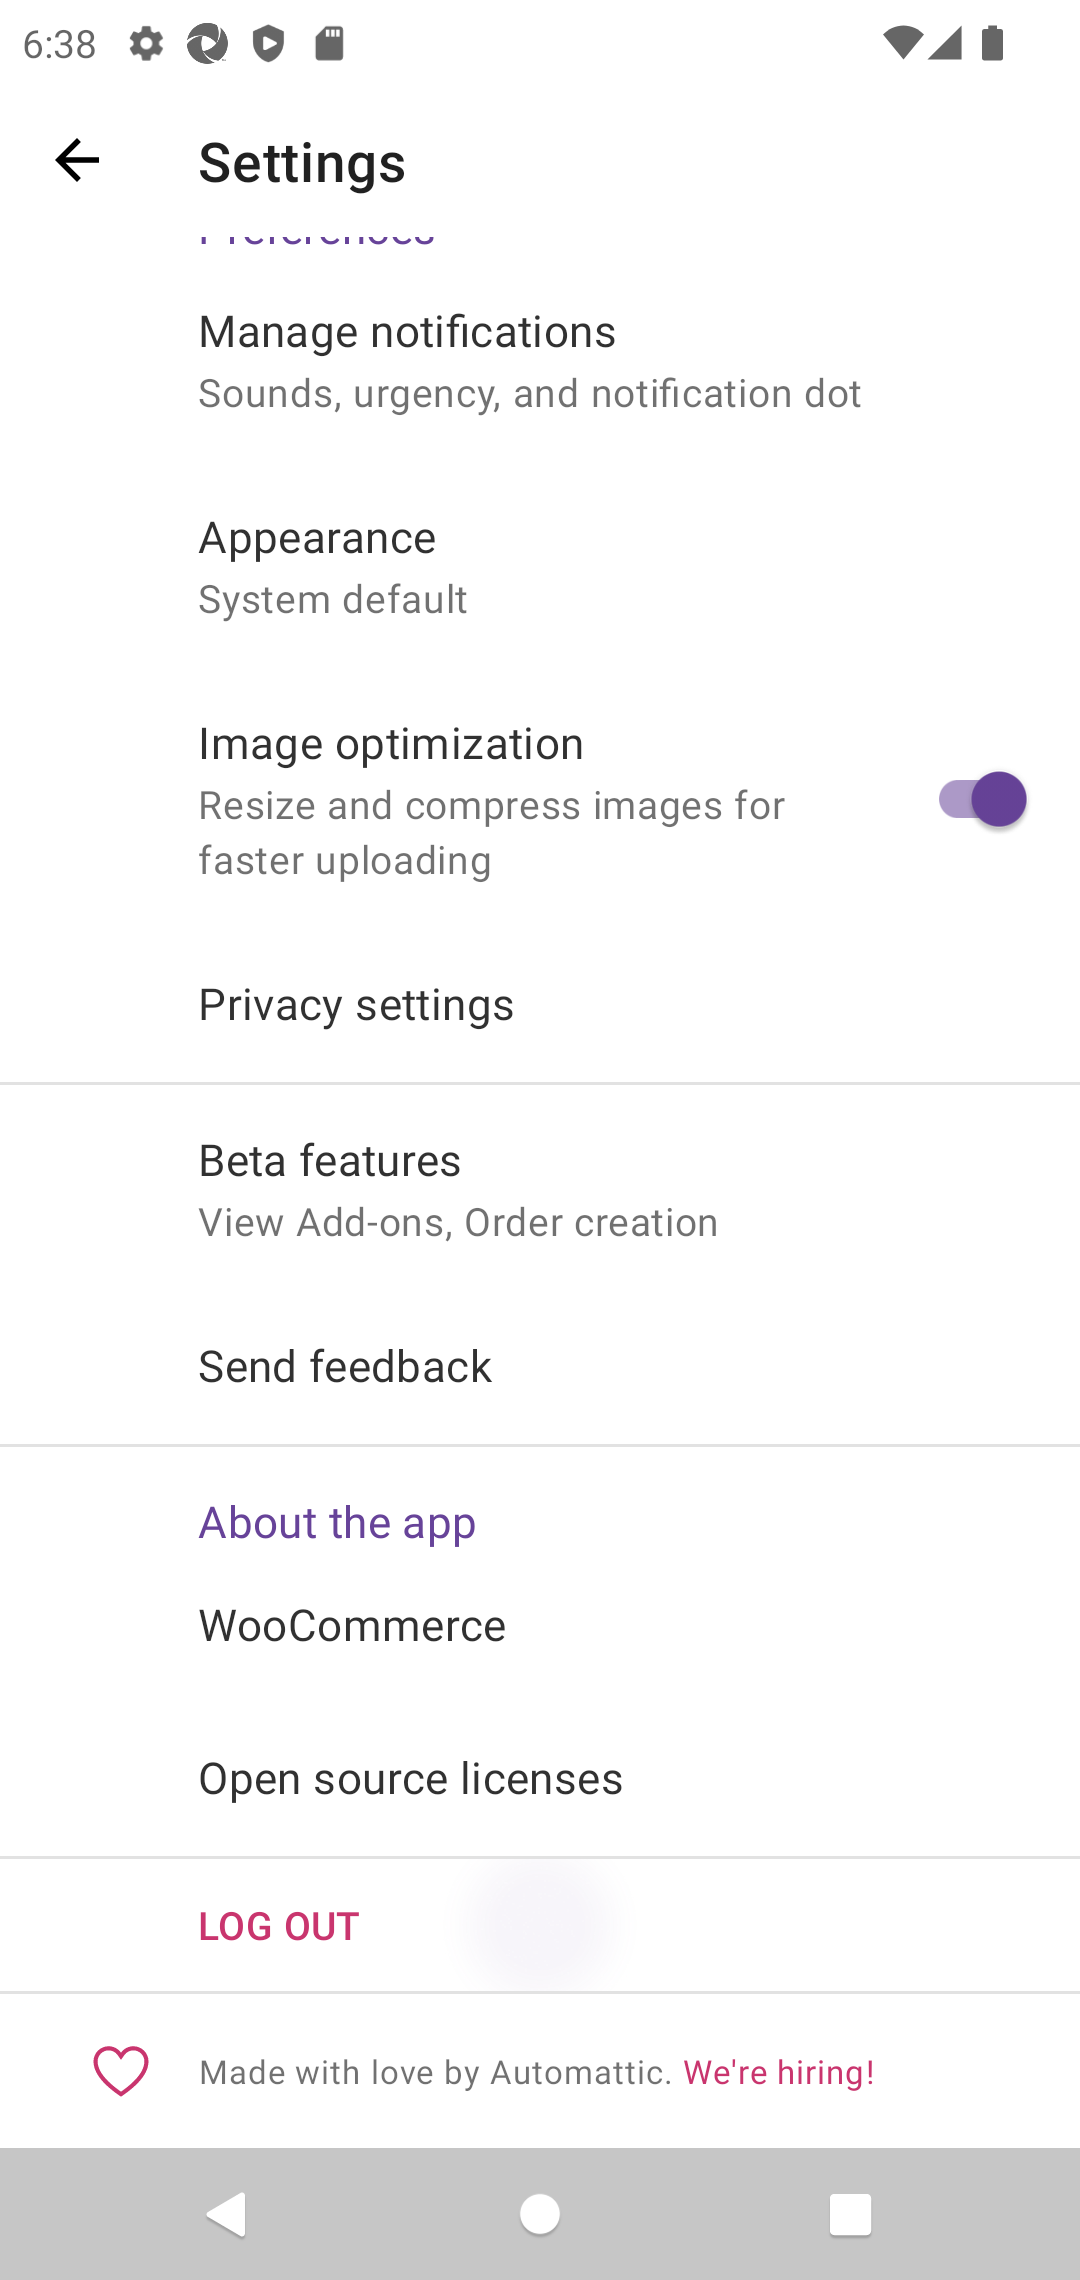 6:38
Settings
Preferences
Manage notifications
Sounds, urgency, and notification dot
Appearance
System default
Image optimization
Resize and compress images for
faster uploading
Privacy settings
Beta features
View Add-ons, Order creation
Send feedback
About the app
WooCommerce
Open source licenses
LOG OUT
Made with love by Automattic. We're hiring!